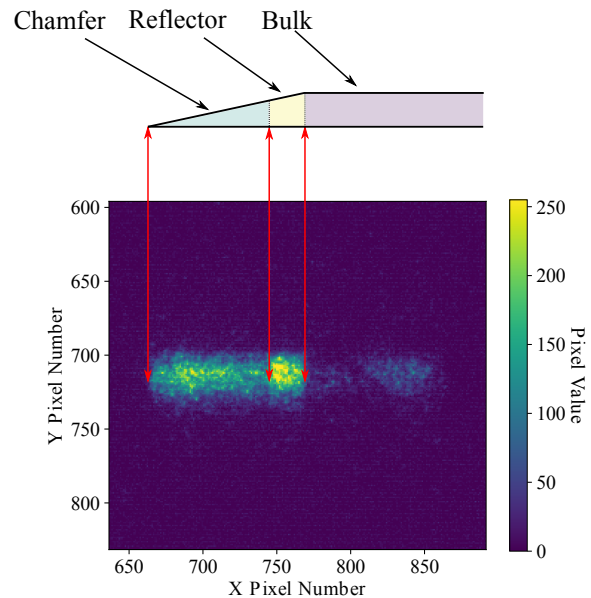 Chamfer Reflector Bulk
600
650
700
750
800
Y Pixel Number
650 700 750 800 850
X Pixel Number
250
200
150
100
50
0
Pixel Value